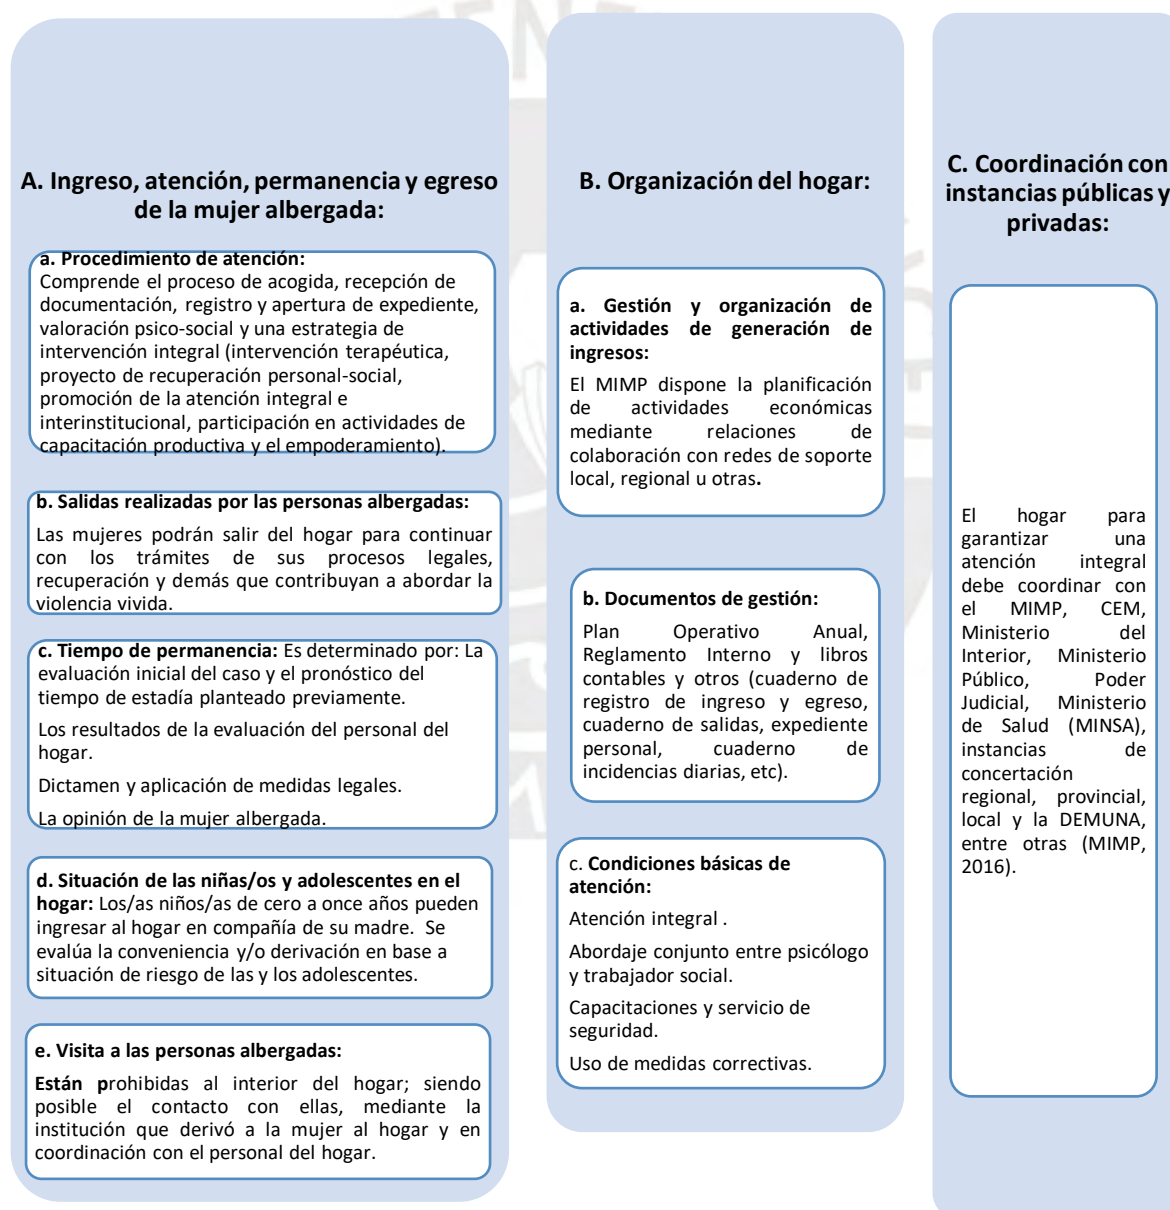 A. Ingreso, atención, permanencia y egreso
de la mujer albergada:
a. Procedimiento de atención:
Comprende el proceso de acogida, recepción de
documentación, registro y apertura de expediente,
valoración psico-social y una estrategia de
intervención integral (intervención terapéutica,
proyecto de recuperación personal-social,
promoción de la atención integral e
interinstitucional, participación en actividades de
capacitación productiva y el empoderamiento).
b. Salidas realizadas por las personas albergadas:
Las mujeres podrán salir del hogar para continuar
con los trámites de sus procesos legales,
recuperación y demás que contribuyan a abordar la
violencia vivida.
c. Tiempo de permanencia: Es determinado por: La
evaluación inicial del caso y el pronóstico del
tiempo de estadía planteado previamente.
Los resultados de la evaluación del personal del
hogar.
Dictamen y aplicación de medidas legales.
La opinión de la mujer albergada.
d. Situación de las niñas/os y adolescentes en el
hogar: Los/as niños/as de cero a once años pueden
ingresar al hogar en compañía de su madre. Se
evalúa la conveniencia y/o derivación en base a
situación de riesgo de las y los adolescentes.
e. Visita a las personas albergadas:
Están prohibidas al interior del hogar; siendo
posible el contacto con ellas, mediante la
institución que derivó a la mujer al hogar y en
coordinación con el personal del hogar.
B. Organización del hogar:
a. Gestión y organización de
actividades de generación de
ingresos:
El MIMP dispone la planificación
de actividades económicas
mediante relaciones de
colaboración con redes de soporte
local, regional u otras.
b. Documentos de gestión:
Plan Operativo Anual,
Reglamento Interno y libros
contables y otros (cuaderno de
registro de ingreso y egreso,
cuaderno de salidas, expediente
personal, cuaderno de
incidencias diarias, etc).
c. Condiciones básicas de
atención:
Atención integral .
Abordaje conjunto entre psicólogo
y trabajador social.
Capacitaciones y servicio de
seguridad.
Uso de medidas correctivas.
C. Coordinación con
instancias públicas y
privadas:
El hogar para
garantizar una
atención integral
debe coordinar con
el MIMP, CEM,
Ministerio del
Interior, Ministerio
Público, Poder
Judicial, Ministerio
de Salud (MINSA),
instancias de
concertación
regional, provincial,
local y la DEMUNA,
entre otras (MIMP,
2016).